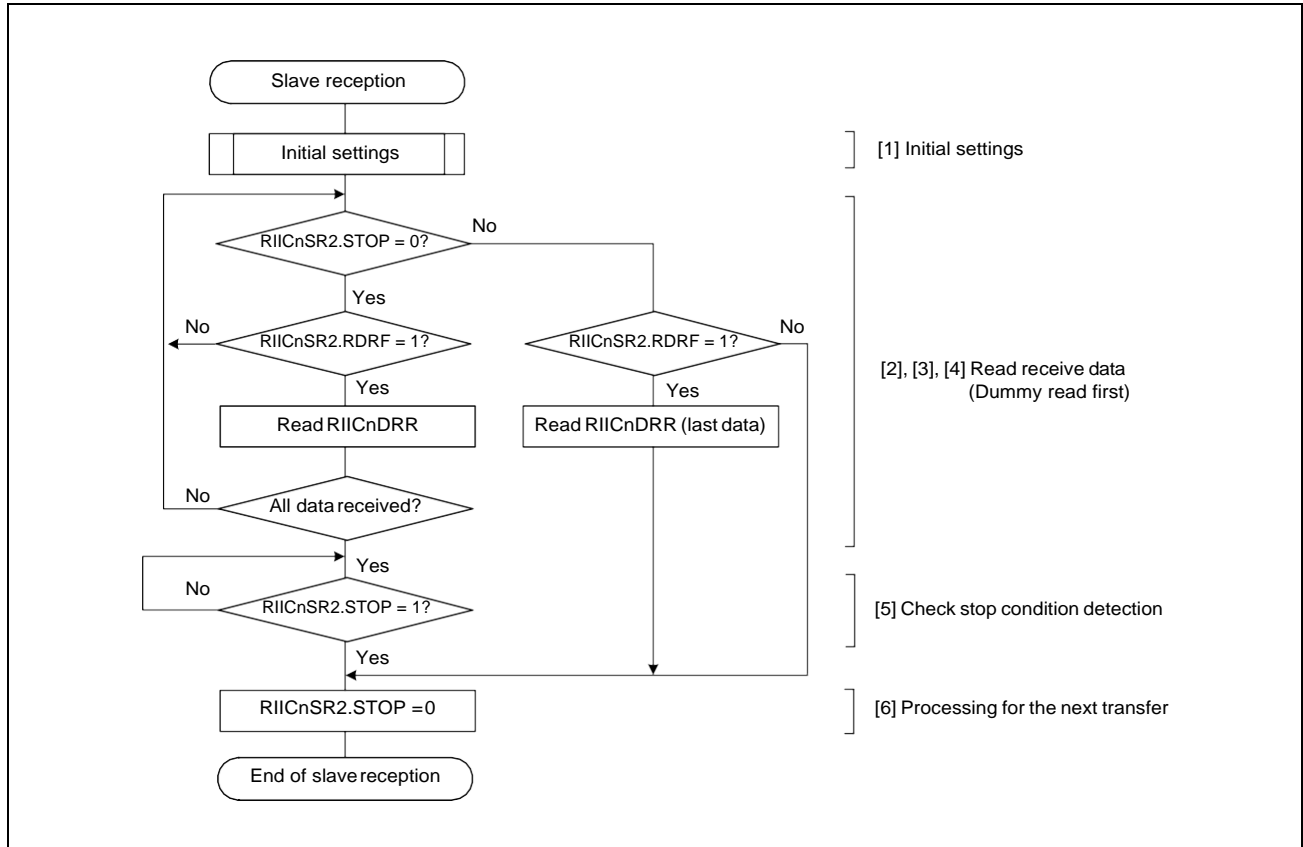 Slave reception
Initial settings
[1] Initial settings
RIICnSR2.STOP = 0?
No
Yes
No
RIICnSR2.RDRF = 1?
RIICnSR2.RDRF = 1?
No
[2], [3], [4] Read receive data
(Dummy read first)
Yes
Yes
Read RIICnDRR
Read RIICnDRR (last data)
No
All data received?
Yes
No
RIICnSR2.STOP = 1?
[5] Check stop condition detection
Yes
RIICnSR2.STOP = 0
[6] Processing for the next transfer
End of slave reception